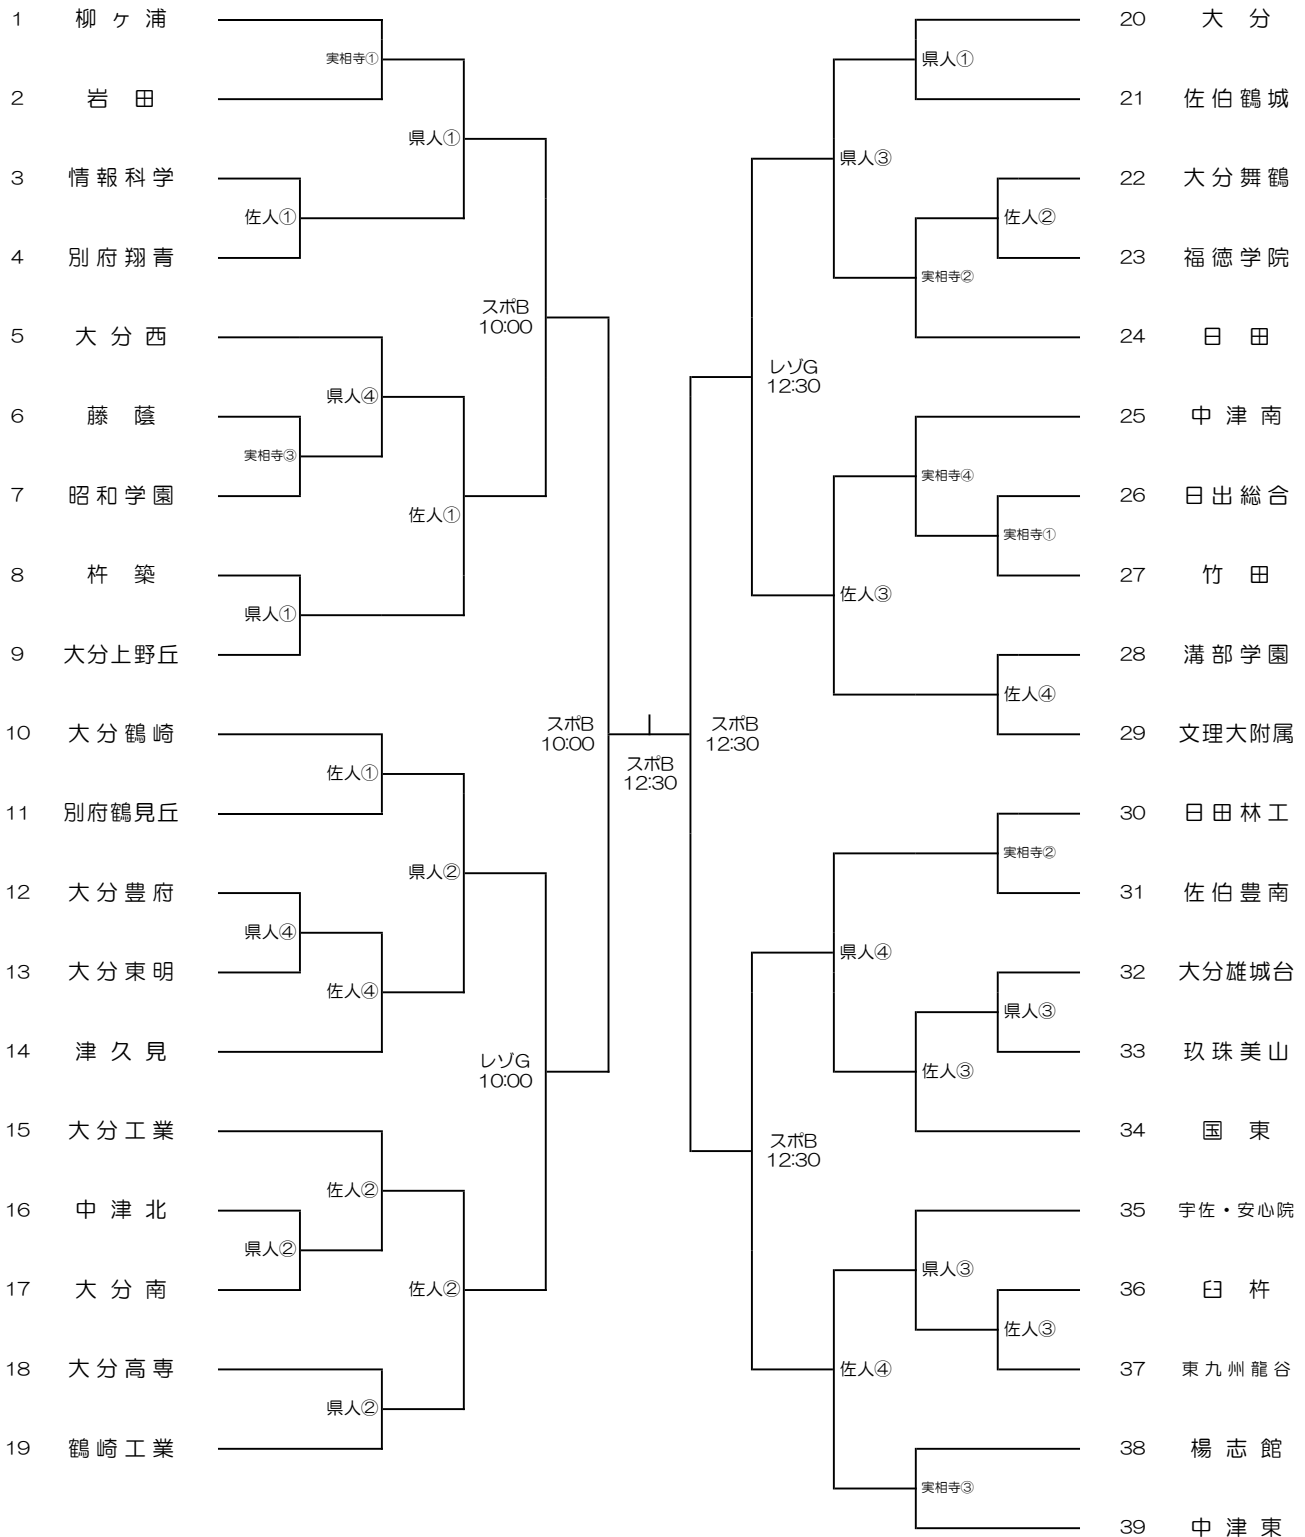 1 柳ヶ浦
実相寺①
2 岩田
県人①
3 情報科学
佐人①
4 別府翔青
スポB
10:00
5 大分西
県人④
6 藤蔭
実相寺③
7 昭和学園
佐人①
8 杵築
県人①
9 大分上野丘
10 大分鶴崎
佐人①
11 別府鶴見丘
県人②
12 大分豊府
県人④
13 大分東明
佐人④
14 津久見
レゾG
10:00
15 大分工業
佐人②
16 中津北
県人②
17 大分南
佐人②
18 大分高専
県人②
19 鶴崎工業
スポB
10:00
スポB
12:30
スポB
12:30
20 大分
県人①
21 佐伯鶴城
県人③
22 大分舞鶴
佐人②
23 福徳学院
実相寺②
24 日田
レゾG
12:30
25 中津南
実相寺④
26 日出総合
実相寺①
27 竹田
佐人③
28 溝部学園
佐人④
29 文理大附属
30 日田林工
実相寺②
31 佐伯豊南
県人④
32 大分雄城台
県人③
33 玖珠美山
佐人③
34 国東
スポB
12:30
35 宇佐・安心院
県人③
36 臼杵
佐人③
37 東九州龍谷
佐人④
38 楊志館
実相寺③
39 中津東